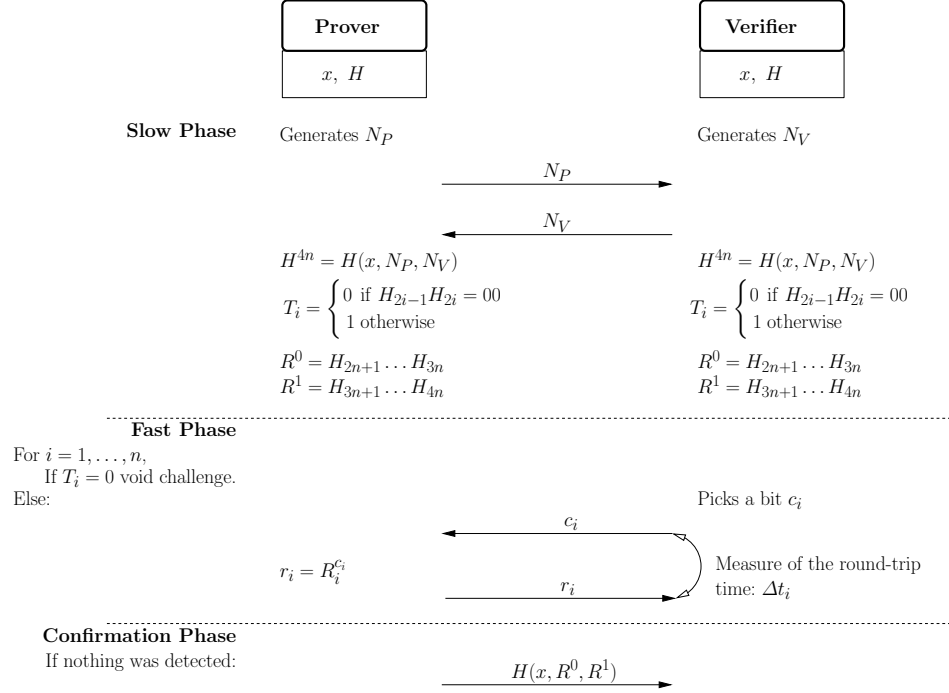 Prover Verifier
x, H x, H
Slow Phase Generates N_P Generates N_V
N_P
N_V
H^{4n} = H(x, N_P, N_V) H^{4n} = H(x, N_P, N_V)
T_i = { 0 if H_{2i−1}H_{2i} = 00 T_i = { 0 if H_{2i−1}H_{2i} = 00
1 otherwise 1 otherwise
R^0 = H_{2n+1} … H_{3n} R^0 = H_{2n+1} … H_{3n}
R^1 = H_{3n+1} … H_{4n} R^1 = H_{3n+1} … H_{4n}
Fast Phase
For i = 1, …, n,
If T_i = 0 void challenge.
Else: Picks a bit c_i
c_i
r_i = R_i^{c_i} Measure of the round-trip
r_i time: Δt_i
Confirmation Phase
If nothing was detected:
H(x, R^0, R^1)